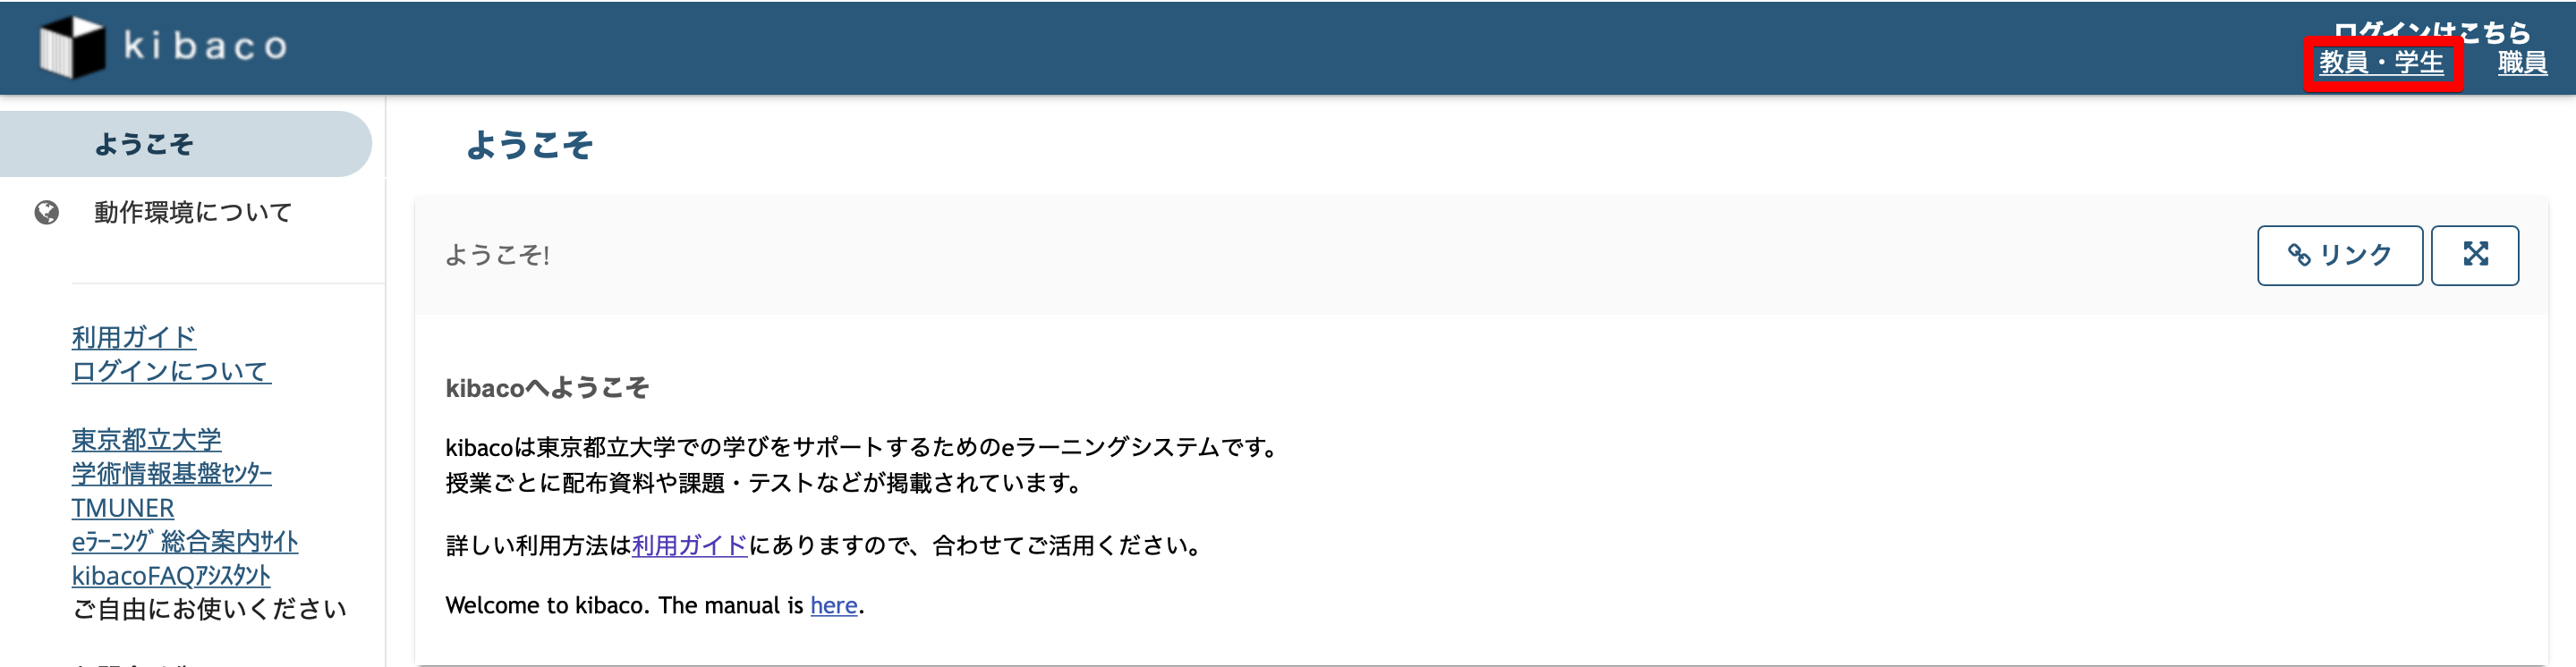 kibaco
ログインはこちら
教員・学生
職員
ようこそ
動作環境について
利用ガイド
ログインについて
東京都立大学
学術情報基盤ｾﾝﾀｰ
TMUNER
eﾗｰﾆﾝｸﾞ総合案内ｻｲﾄ
kibacoFAQｱｼｽﾀﾝﾄ
ご自由にお使いください
ようこそ
ようこそ!
リンク
kibacoへようこそ
kibacoは東京都立大学での学びをサポートするためのeラーニングシステムです。
授業ごとに配布資料や課題・テストなどが掲載されています。
詳しい利用方法は利用ガイドにありますので、合わせてご活用ください。
Welcome to kibaco. The manual is here.